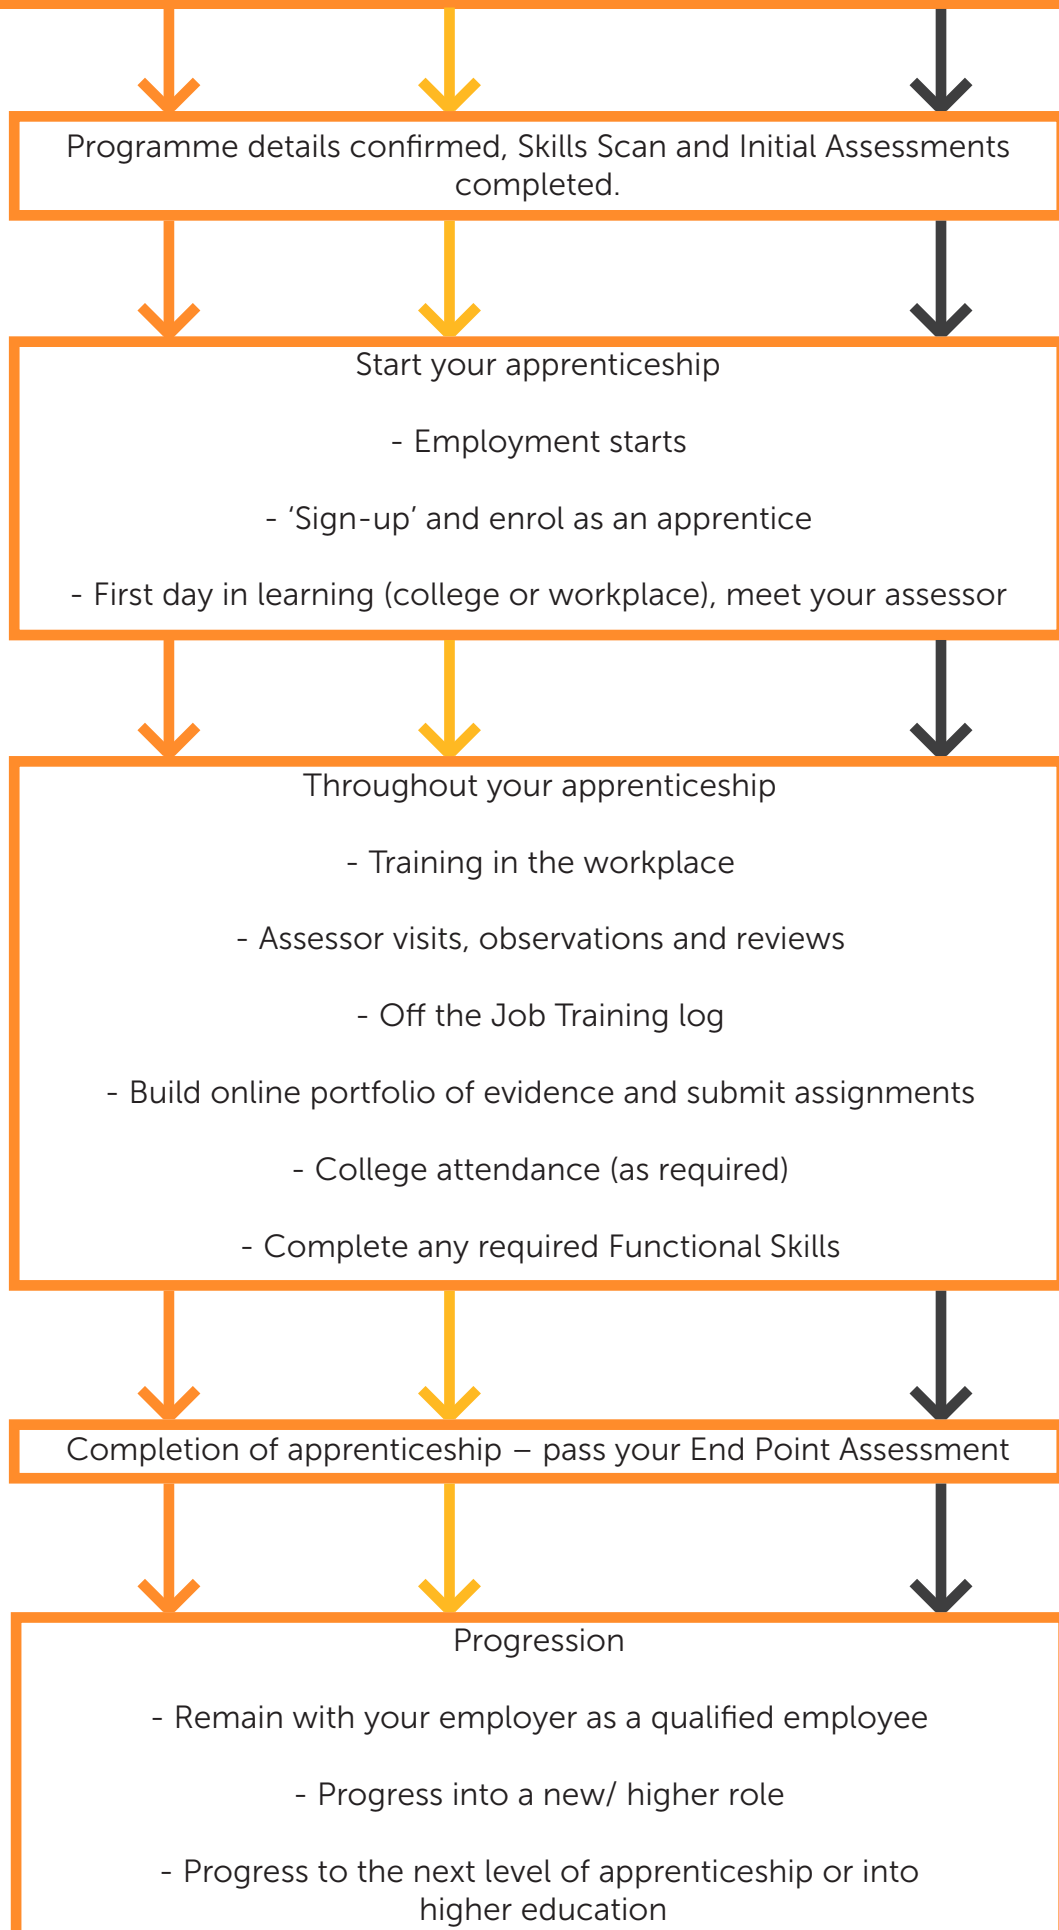 Programme details confirmed, Skills Scan and Initial Assessments
completed.
Start your apprenticeship
- Employment starts
- ‘Sign-up’ and enrol as an apprentice
- First day in learning (college or workplace), meet your assessor
Throughout your apprenticeship
- Training in the workplace
- Assessor visits, observations and reviews
- Off the Job Training log
- Build online portfolio of evidence and submit assignments
- College attendance (as required)
- Complete any required Functional Skills
Completion of apprenticeship – pass your End Point Assessment
Progression
- Remain with your employer as a qualified employee
- Progress into a new/ higher role
- Progress to the next level of apprenticeship or into
higher education